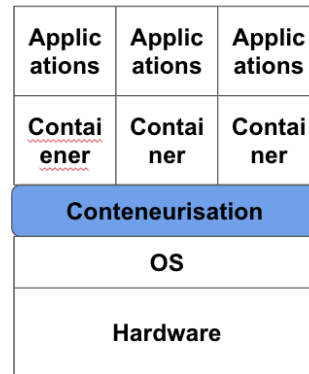 Applic Applic Applic
ations ations ations
Contai Contai Contai
ener ner ner
Conteneurisation
OS
Hardware